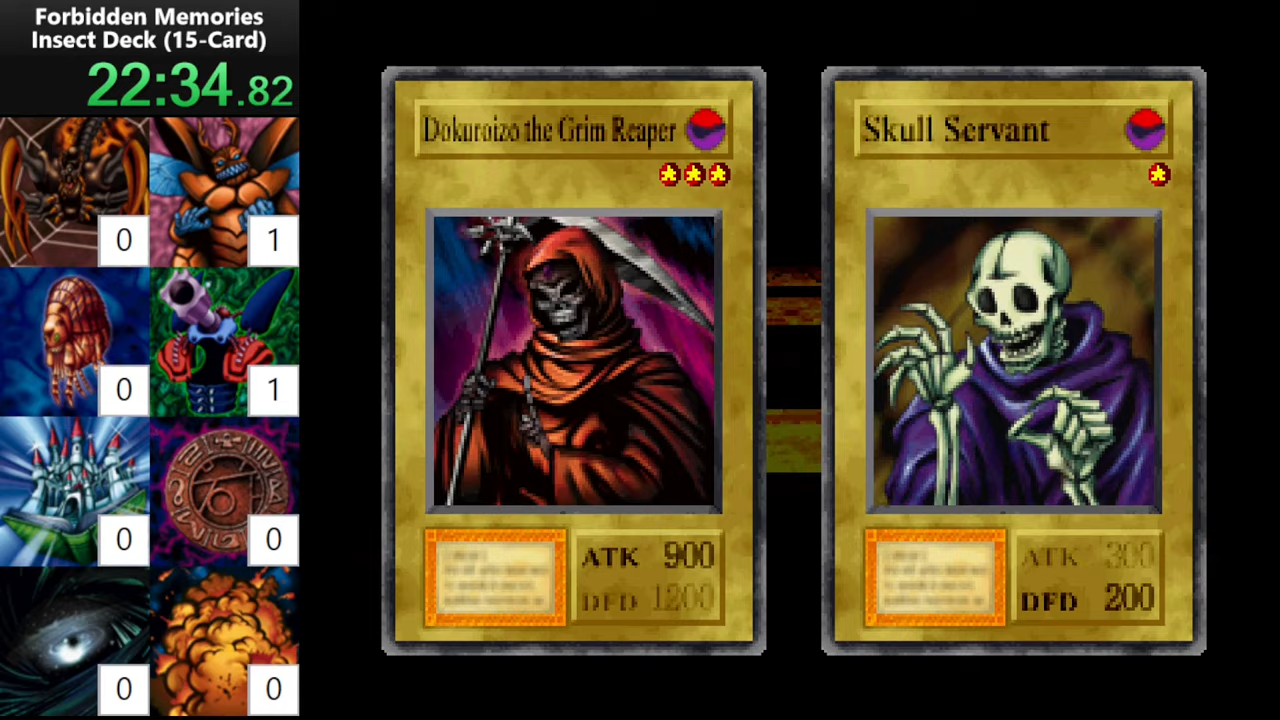 Forbidden Memories
Insect Deck (15-Card)
22:34.82
0
1
0
1
0
0
0
0
Dokuroizo the Grim Reaper
ATK 900
DFD 1200
Skull Servant
ATK 300
DFD 200